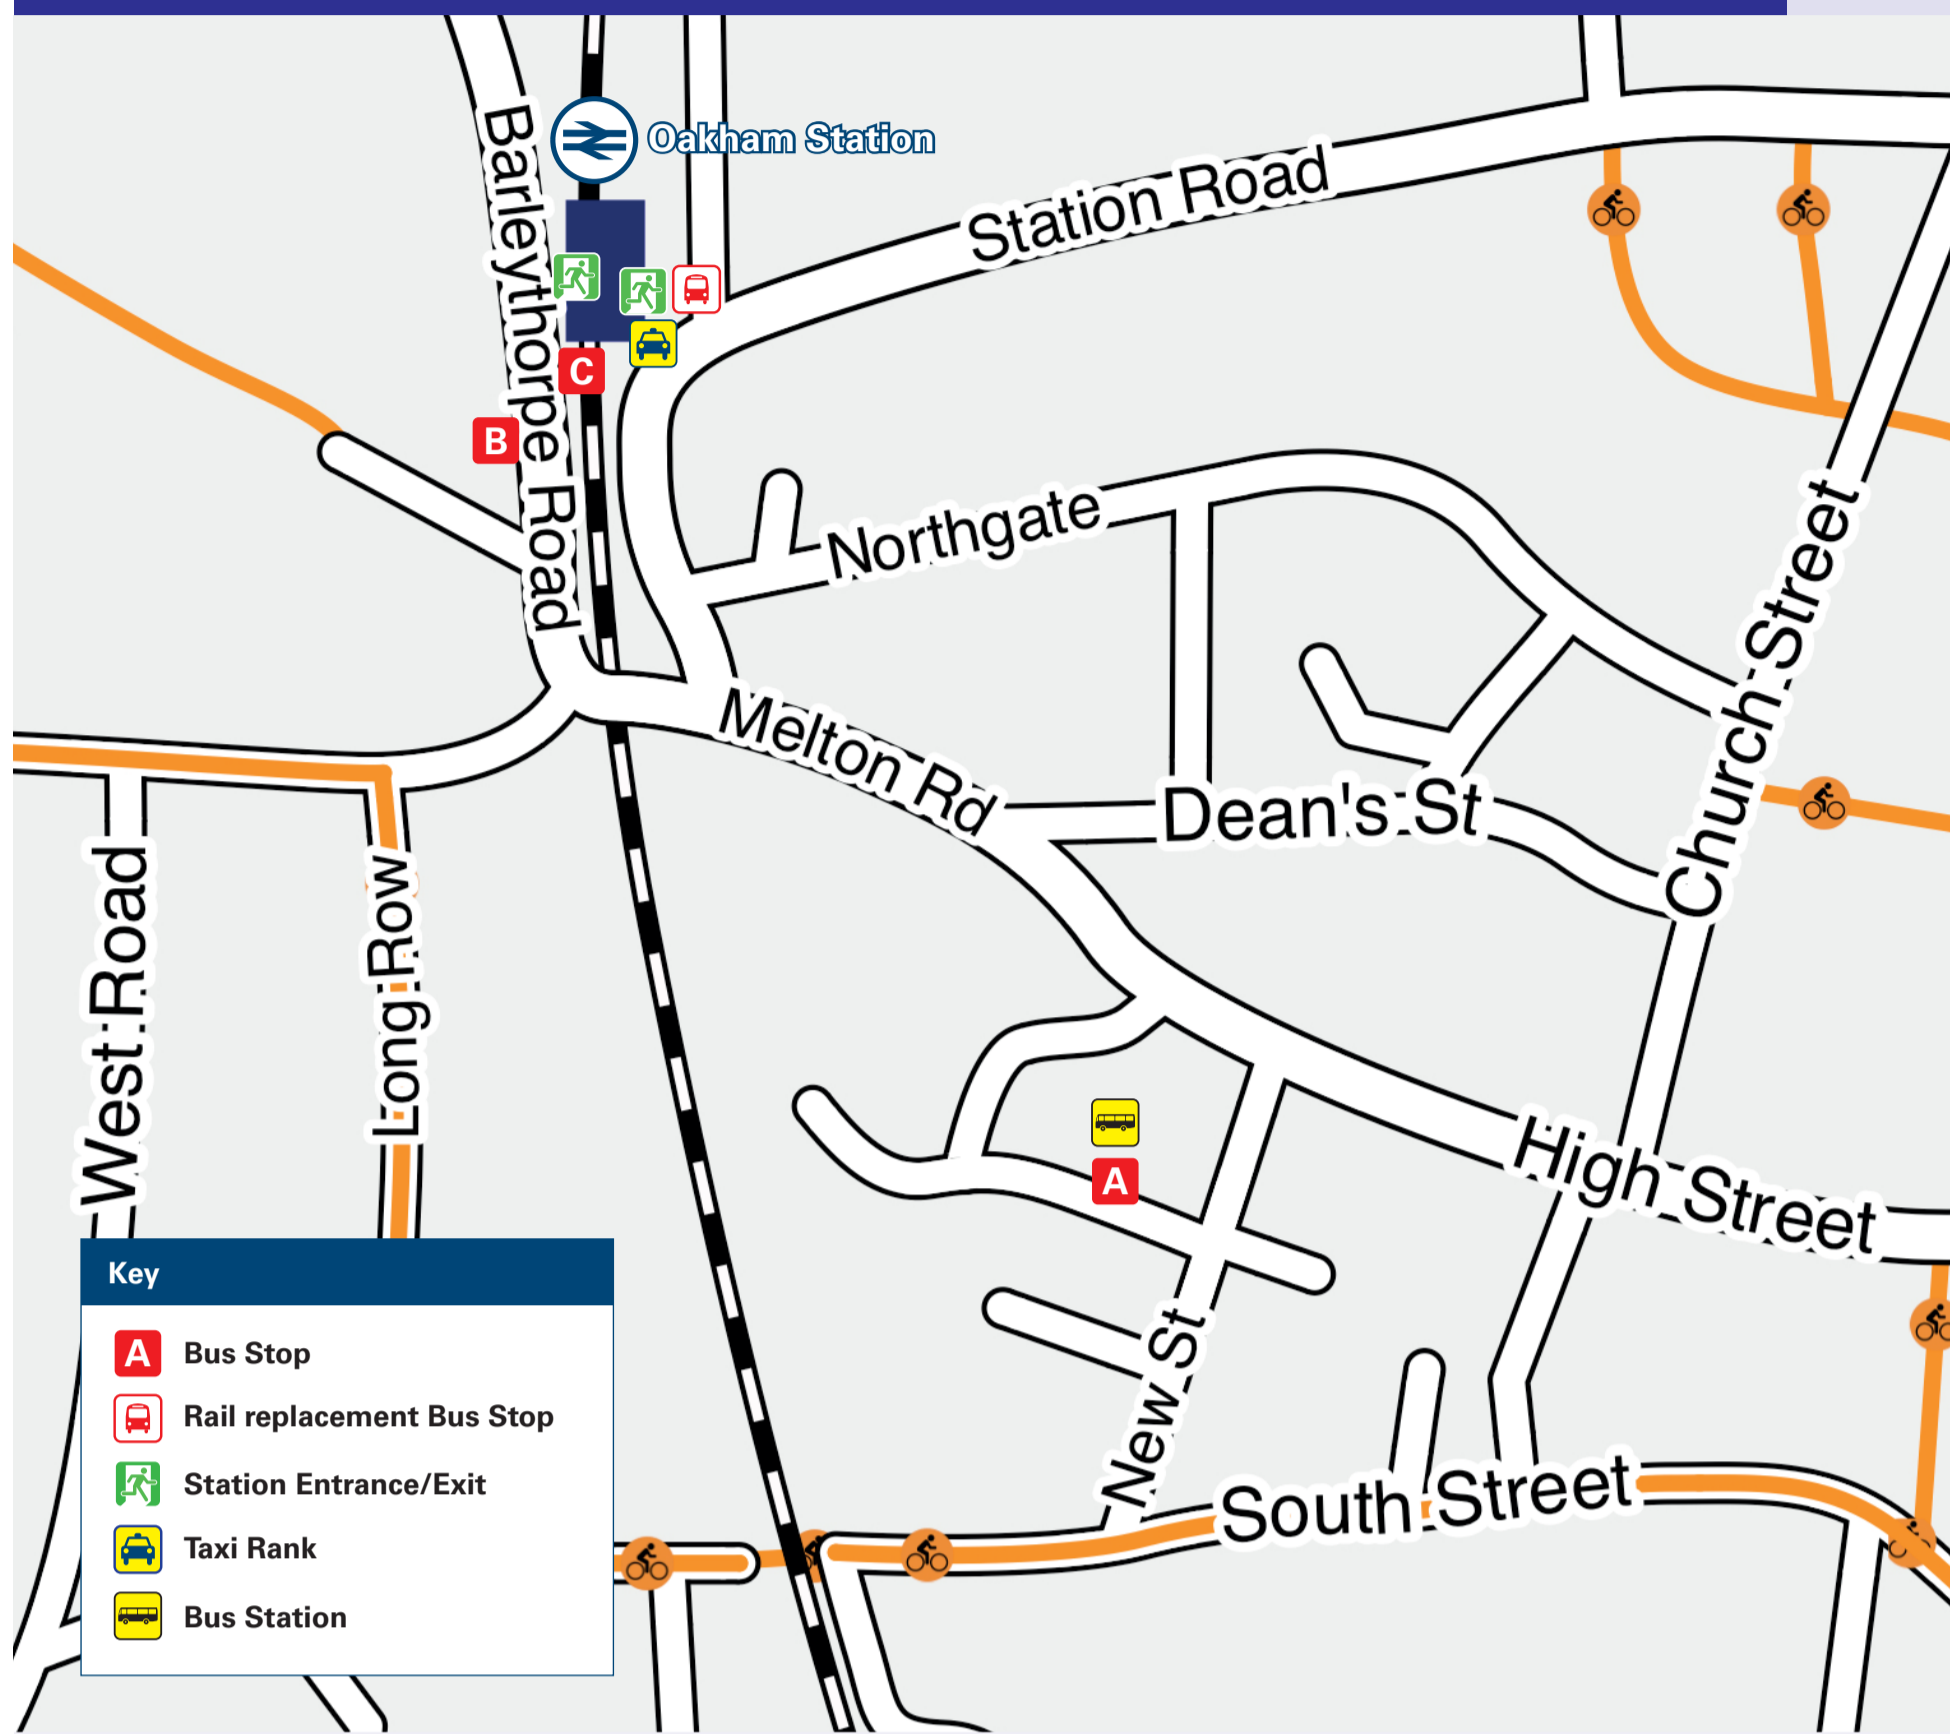 Oakham Station
Barleythorpe Road
Station Road
C
B
Northgate
Church Street
Melton Rd
Dean's St
West Road
Long Row
A
High Street
New St
South Street
Key
A Bus Stop
Rail replacement Bus Stop
Station Entrance/Exit
Taxi Rank
Bus Station